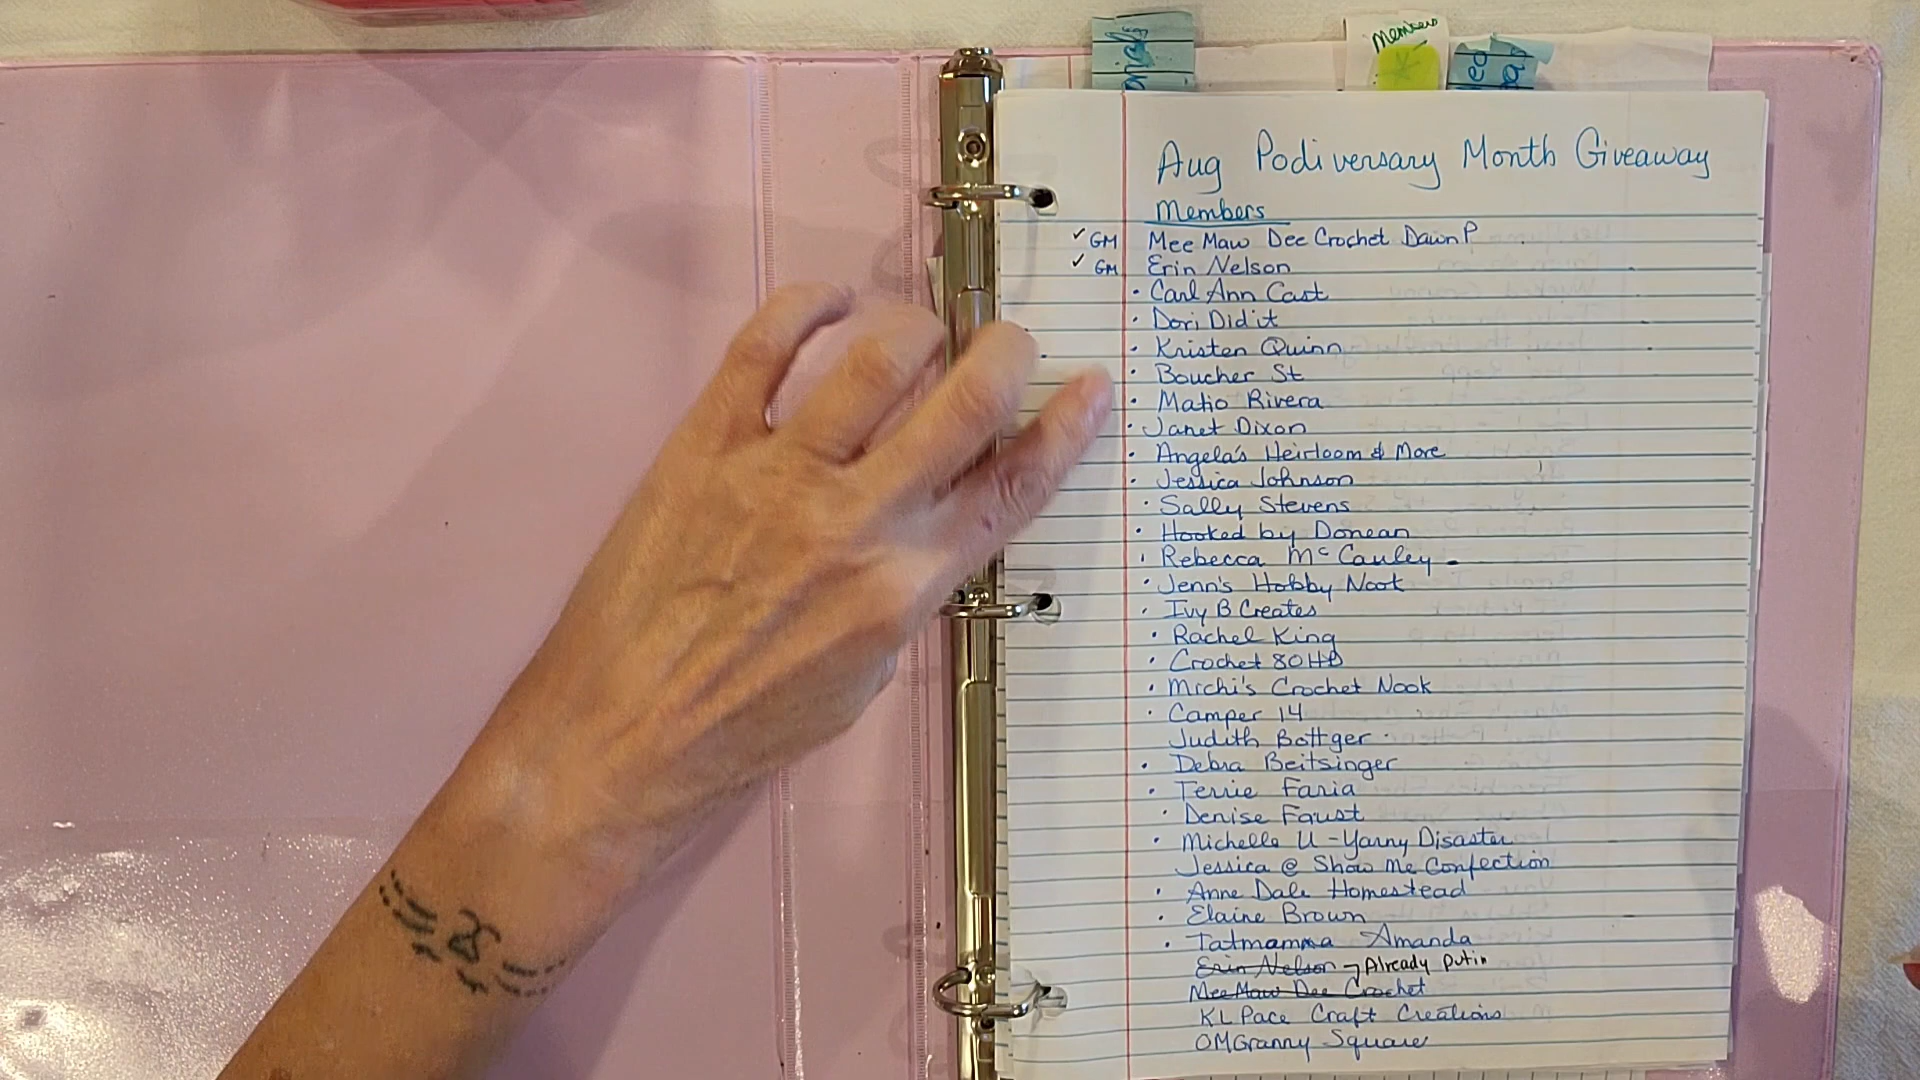 Members
Aug Podiversary Month Giveaway
Members
✓ GM Mee Maw Dee Crochet Dawn P
✓ GM Erin Nelson
• Carl Ann Cast
• Dori Did it
• Kristen Quinn
• Boucher St
• Matio Rivera
• Janet Dixon
• Angela's Heirloom & More
• Jessica Johnson
• Sally Stevens
• Hooked by Donean
• Rebecca McCauley -
• Jenn's Hobby Nook
• Ivy B Creates
• Rachel King
• Crochet 80HD
• Michi's Crochet Nook
• Camper 14
Judith Bottger
• Debra Beitsinger
• Terrie Faria
• Denise Faust
• Michelle U - Yarny Disaster
Jessica @ Show Me Confection
• Anne Dale Homestead
• Elaine Brown
• Tatmamma Amanda
Erin Nelson Already put in
Mee Maw Dee Crochet
KL Pace Craft Creations
OMGranny Square